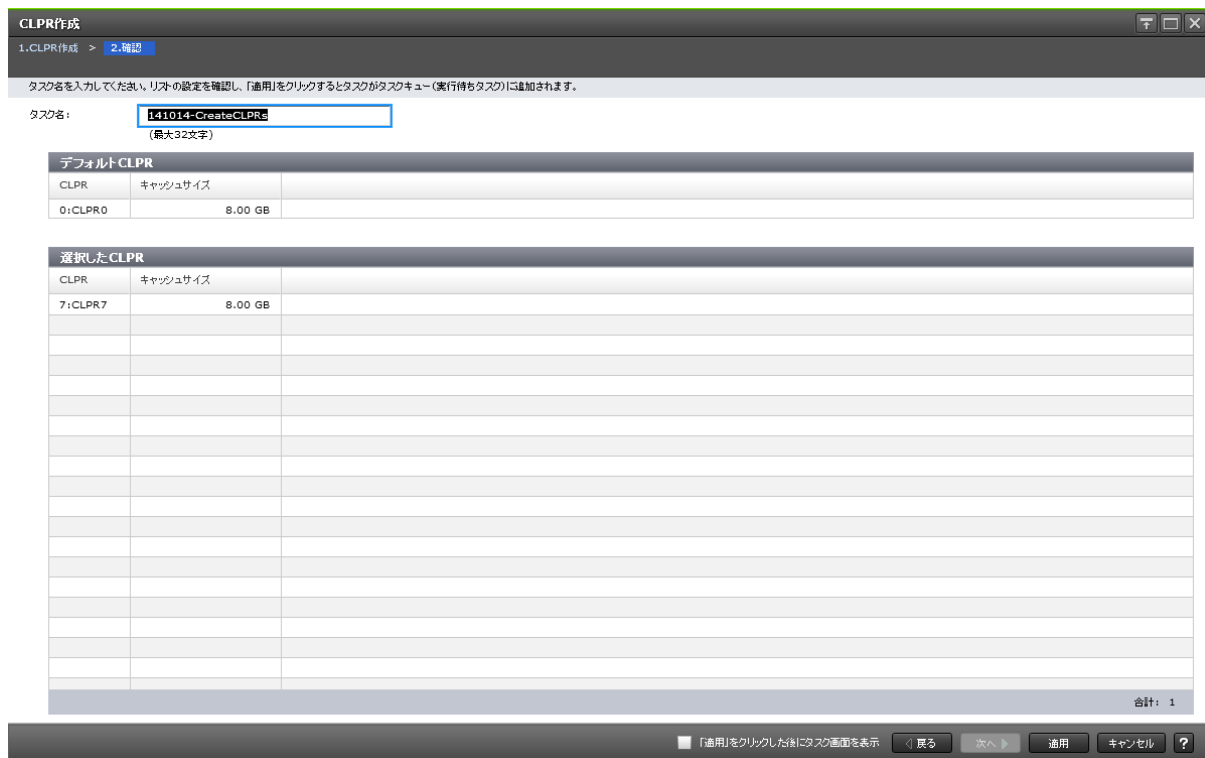 CLPR作成
1.CLPR作成 > 2.確認
タスク名を入力してください。リストの設定を確認し、「適用」をクリックするとタスクがタスクキュー(実行待ちタスク)に追加されます。
タスク名: 141014-CreateCLPRs
(最大32文字)
デフォルトCLPR
CLPR キャッシュサイズ
0:CLPR0 8.00 GB
選択したCLPR
CLPR キャッシュサイズ
7:CLPR7 8.00 GB
合計: 1
「適用」をクリックした後にタスク画面を表示 戻る 次へ 適用 キャンセル ?